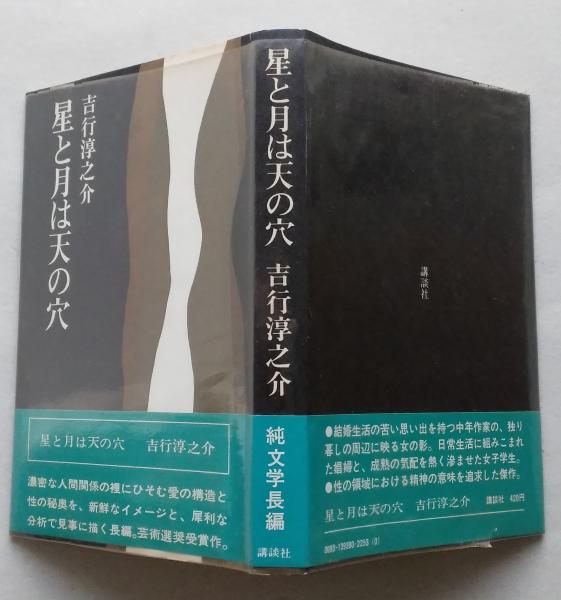 吉行淳之介
星と月は天の穴
星と月は天の穴 吉行淳之介
濃密な人間関係の裡にひそむ愛の構造と
性の秘奥を、新鮮なイメージと、犀利な
分析で見事に描く長編。芸術選奨受賞作。
星と月は天の穴 吉行淳之介
純文学長編
講談社
講談社
●結婚生活の苦い思い出を持つ中年作家の、独り
暮しの周辺に映る女の影。日常生活に組みこまれ
た娼婦と、成熟の気配を熱く滲ませた女子学生。
●性の領域における精神の意味を追求した傑作。
星と月は天の穴 吉行淳之介 講談社 420円
0093-109380-2253 (0)